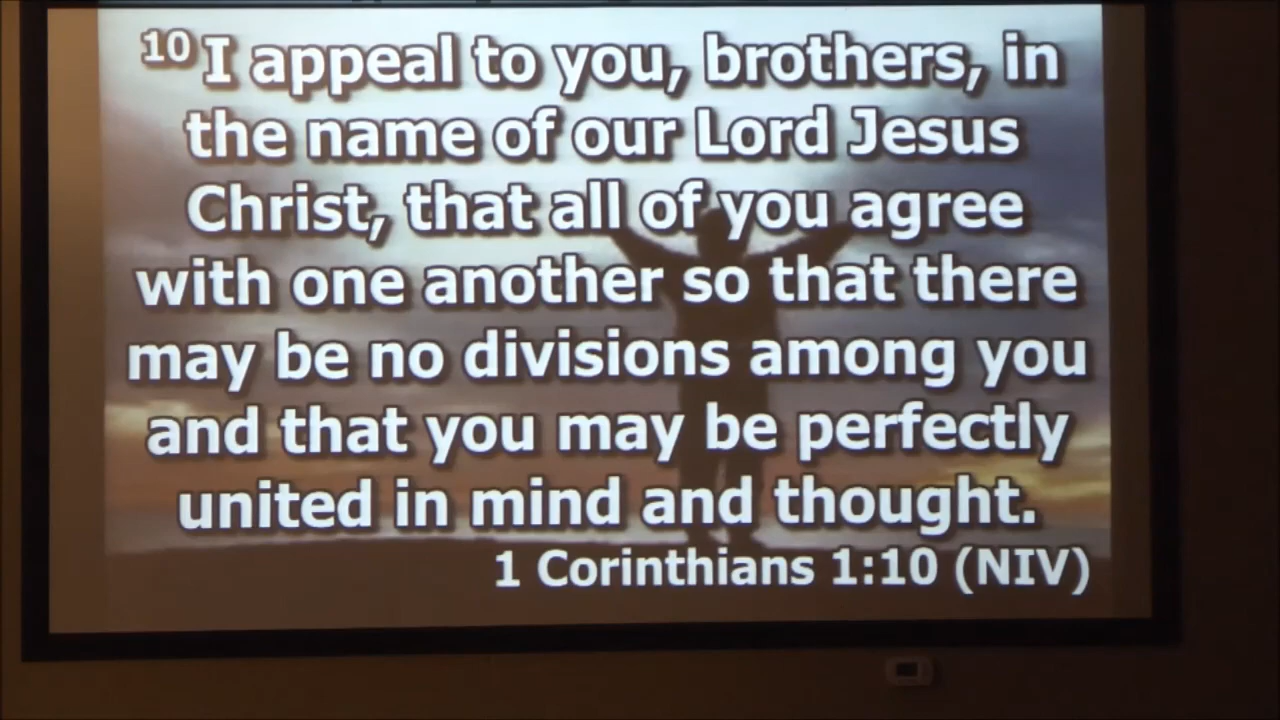 10 I appeal to you, brothers, in
the name of our Lord Jesus
Christ, that all of you agree
with one another so that there
may be no divisions among you
and that you may be perfectly
united in mind and thought.
1 Corinthians 1:10 (NIV)